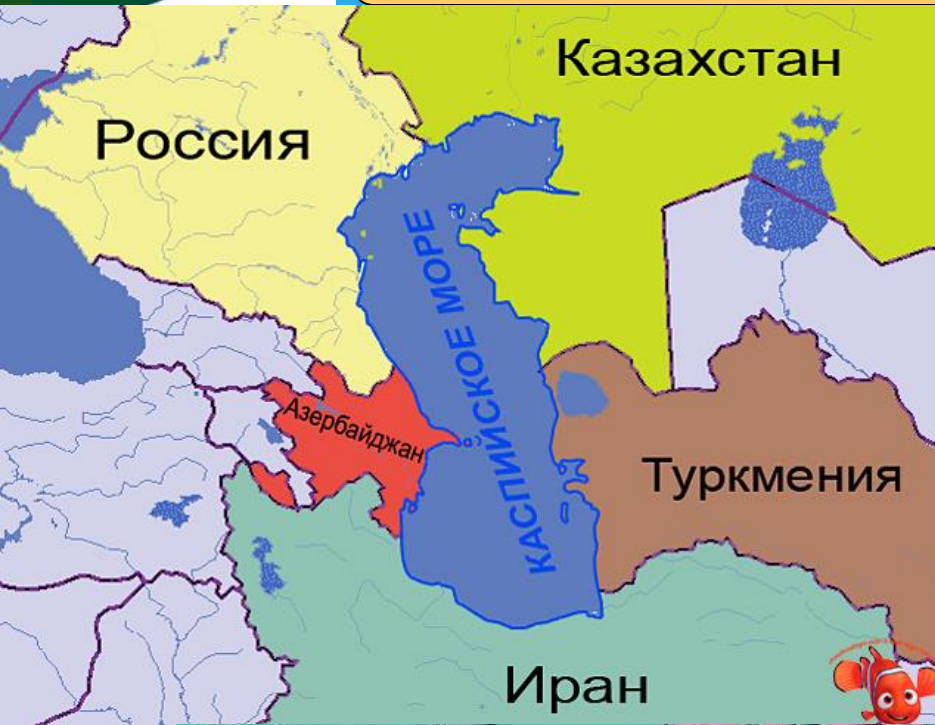 Казахстан
Россия
КАСПИЙСКОЕ МОРЕ
Азербайджан
Туркмения
Иран